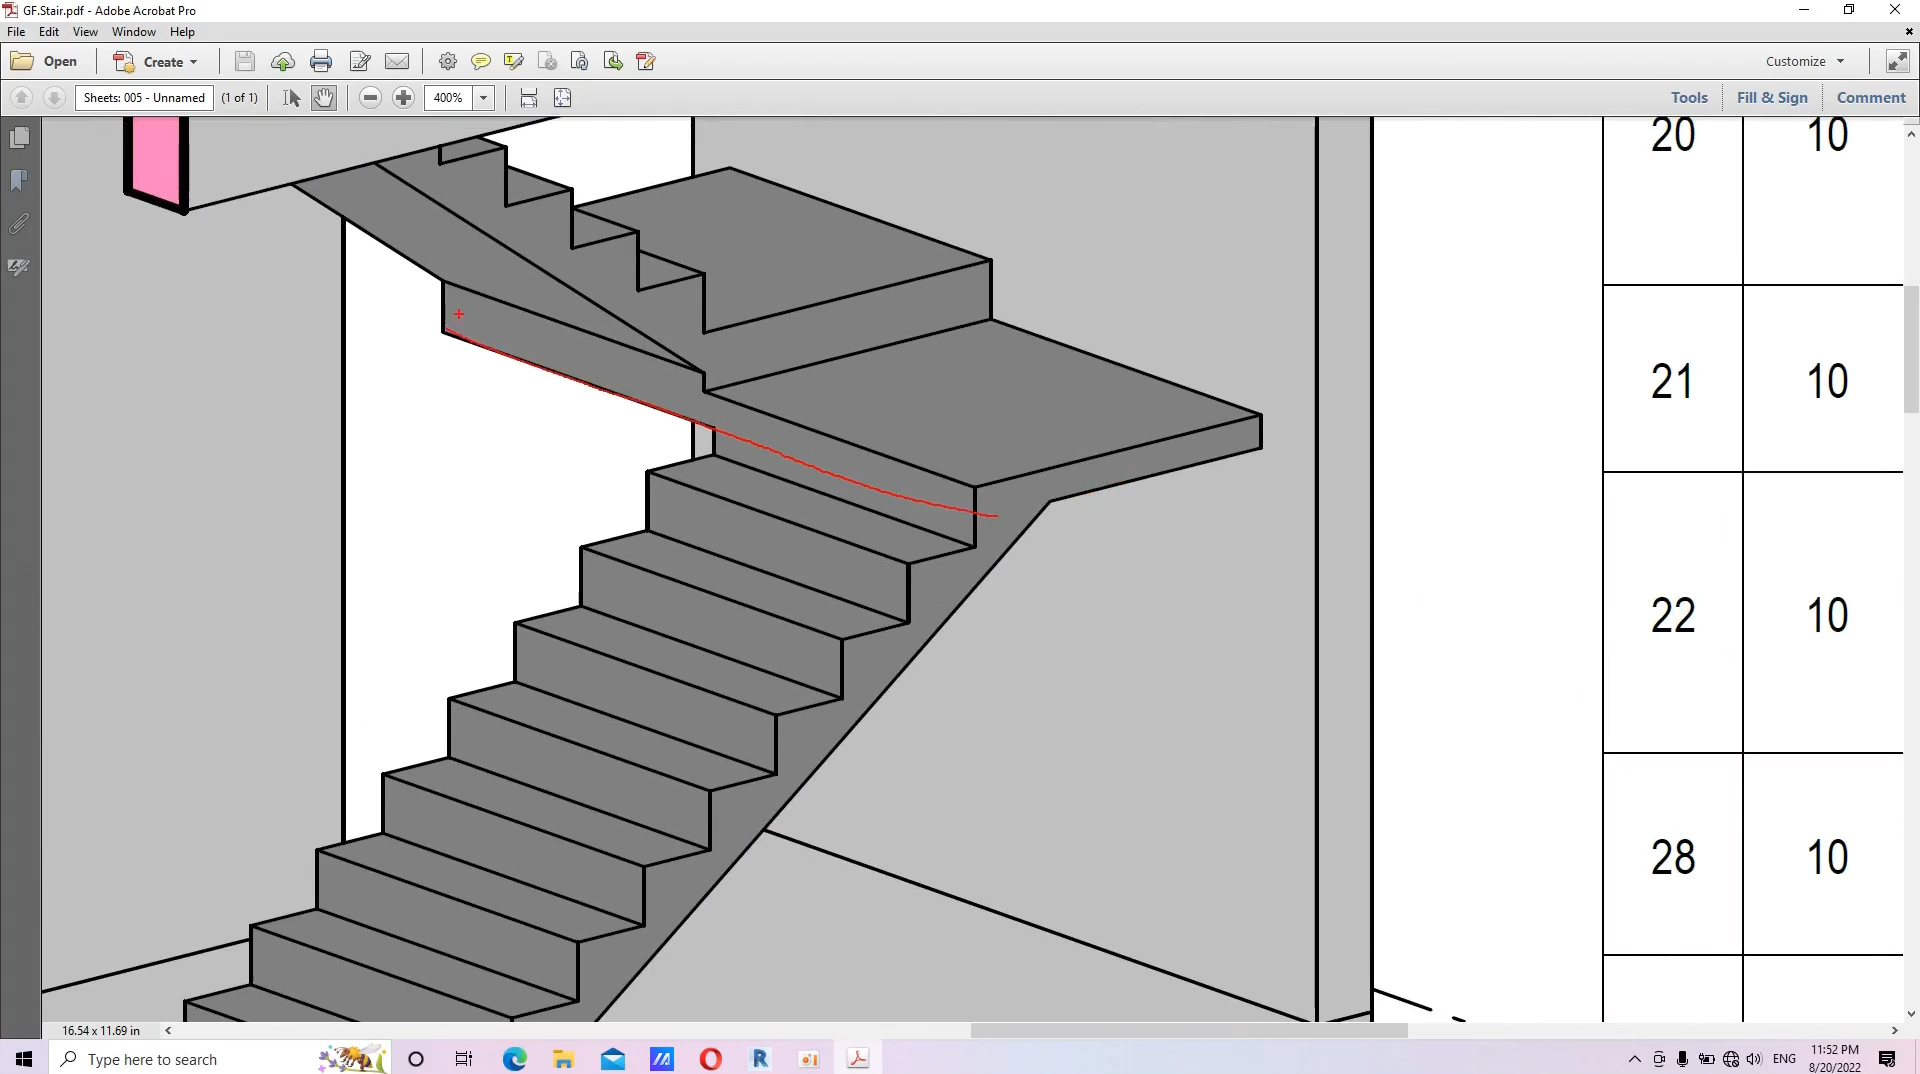 GF.Stair.pdf - Adobe Acrobat Pro
File Edit View Window Help
Open Create Customize
Sheets: 005 - Unnamed (1 of 1) 400% Tools Fill & Sign Comment
20 10
21 10
22 10
28 10
16.54 x 11.69 in
Type here to search
ENG
11:52 PM
8/20/2022